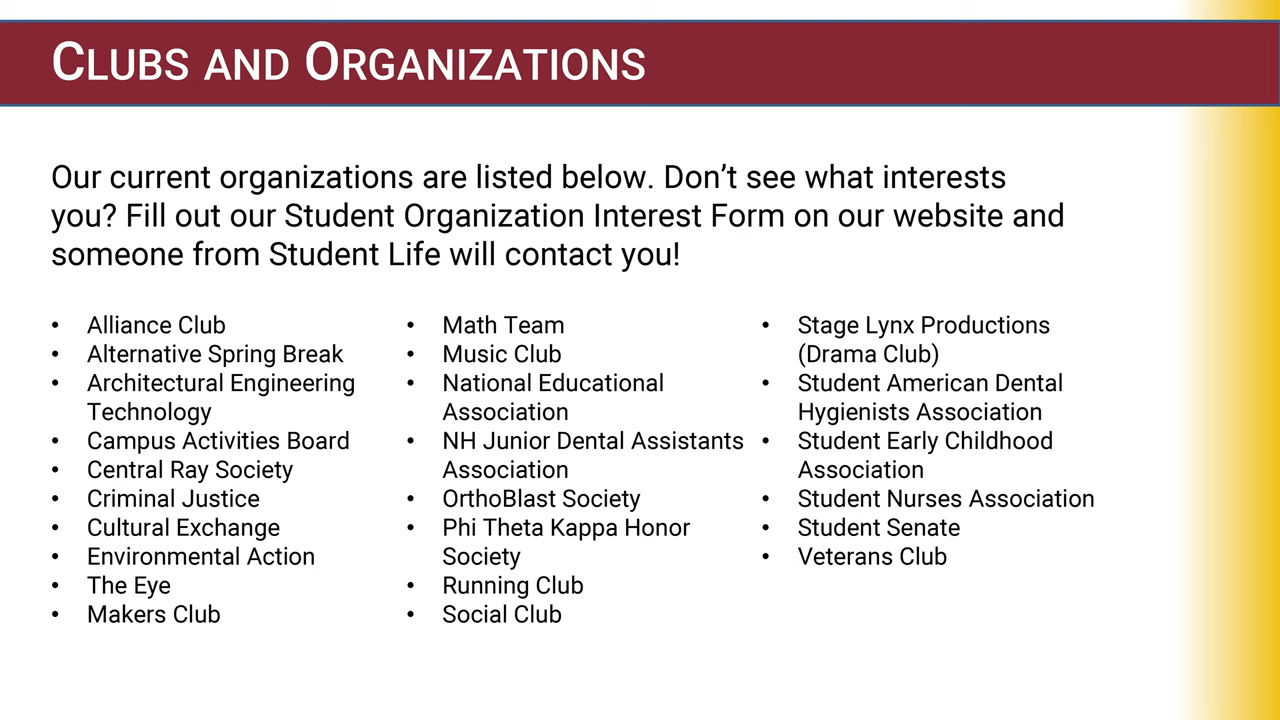 CLUBS AND ORGANIZATIONS
Our current organizations are listed below. Don’t see what interests
you? Fill out our Student Organization Interest Form on our website and
someone from Student Life will contact you!
• Alliance Club
• Alternative Spring Break
• Architectural Engineering
Technology
• Campus Activities Board
• Central Ray Society
• Criminal Justice
• Cultural Exchange
• Environmental Action
• The Eye
• Makers Club
• Math Team
• Music Club
• National Educational
Association
• NH Junior Dental Assistants
Association
• OrthoBlast Society
• Phi Theta Kappa Honor
Society
• Running Club
• Social Club
• Stage Lynx Productions
(Drama Club)
• Student American Dental
Hygienists Association
• Student Early Childhood
Association
• Student Nurses Association
• Student Senate
• Veterans Club